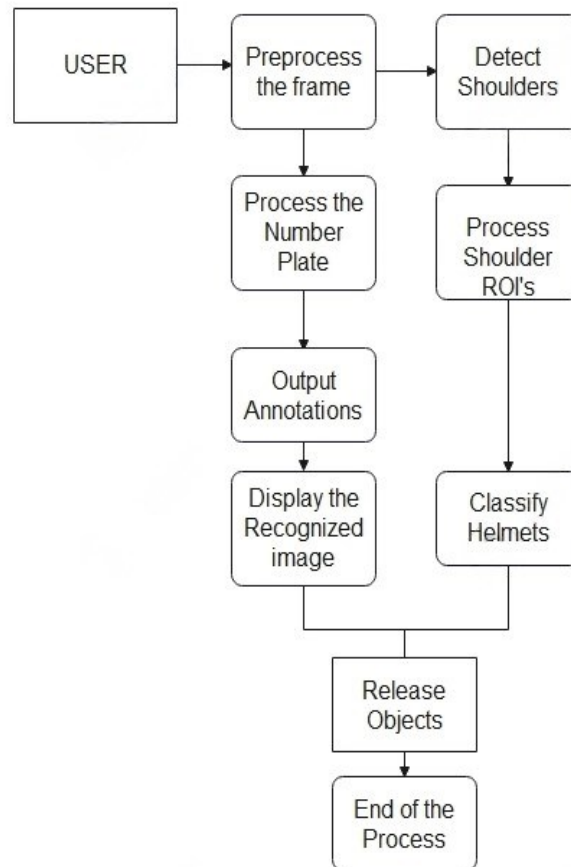 USER
Preprocess
the frame
Detect
Shoulders
Process the
Number
Plate
Process
Shoulder
ROI's
Output
Annotations
Display the
Recognized
image
Classify
Helmets
Release
Objects
End of the
Process